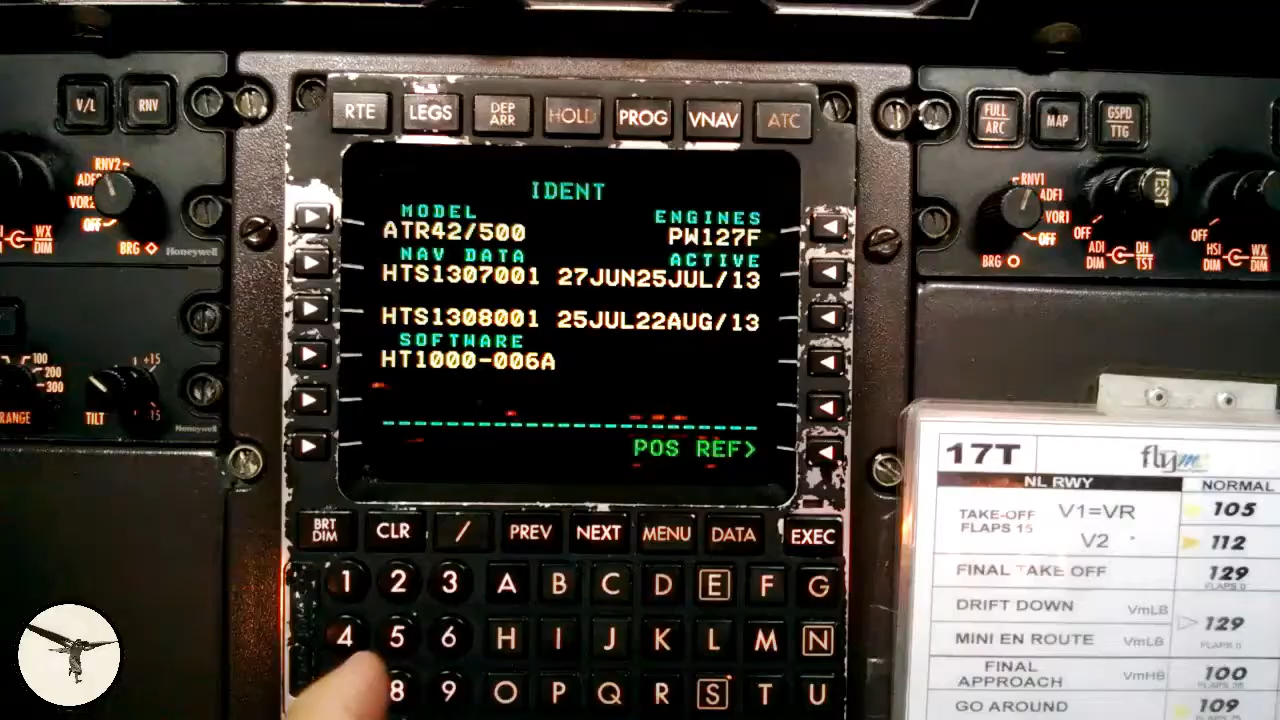 V/L RNV
RTE LEGS DEP ARR HOLD PROG VNAV ATC
FULL ARC MAP GSPD TTG
RNV2
ADF
VOR2
OFF
BRG
WX DIM
Honeywell
100
200
300
RANGE
TILT
+15
15
Honeywell
IDENT
MODEL ENGINES
ATR42/500 PW127F
NAV DATA ACTIVE
HTS1307001 27JUN25JUL/13
HTS1308001 25JUL22AUG/13
SOFTWARE
HT1000-006A
POS REF>
RNV1
ADF1
VOR1
OFF
BRG
TEST
OFF
ADI DIM DH TST
OFF
HSI DIM WX DIM
BRT DIM CLR / PREV NEXT MENU DATA EXEC
1 2 3 A B C D E F G
4 5 6 H I J K L M N
8 9 O P Q R S T U
17T flyme
NL RWY NORMAL
TAKE-OFF V1=VR 105
FLAPS 15 V2 112
FINAL TAKE OFF 129
FLAPS 0
DRIFT DOWN VmLB
MINI EN ROUTE VmLB 129
FLAPS 0
FINAL
APPROACH VmHB 100
GO AROUND 109